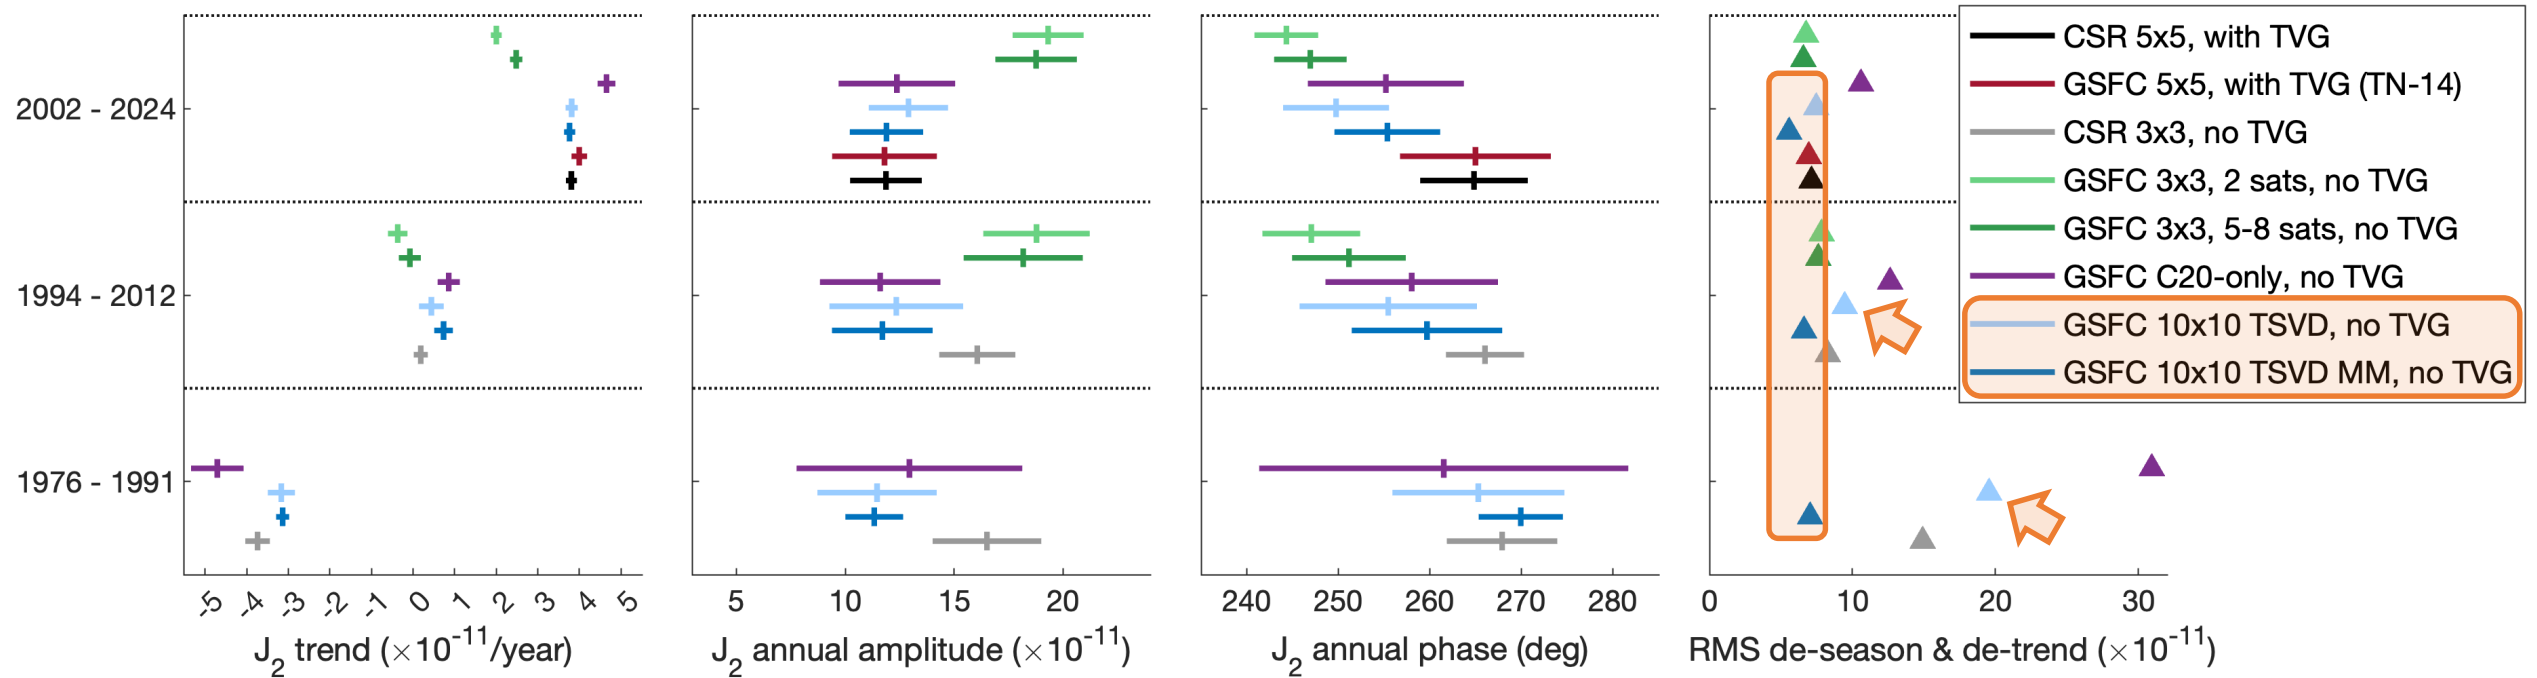 CSR 5x5, with TVG
GSFC 5x5, with TVG (TN-14)
CSR 3x3, no TVG
GSFC 3x3, 2 sats, no TVG
GSFC 3x3, 5-8 sats, no TVG
GSFC C20-only, no TVG
GSFC 10x10 TSVD, no TVG
GSFC 10x10 TSVD MM, no TVG
2002 - 2024
1994 - 2012
1976 - 1991
-5 -4 -3 -2 -1 0 1 2 3 4 5
J₂ trend (×10⁻¹¹/year)
5 10 15 20
J₂ annual amplitude (×10⁻¹¹)
240 250 260 270 280
J₂ annual phase (deg)
0 10 20 30
RMS de-season & de-trend (×10⁻¹¹)